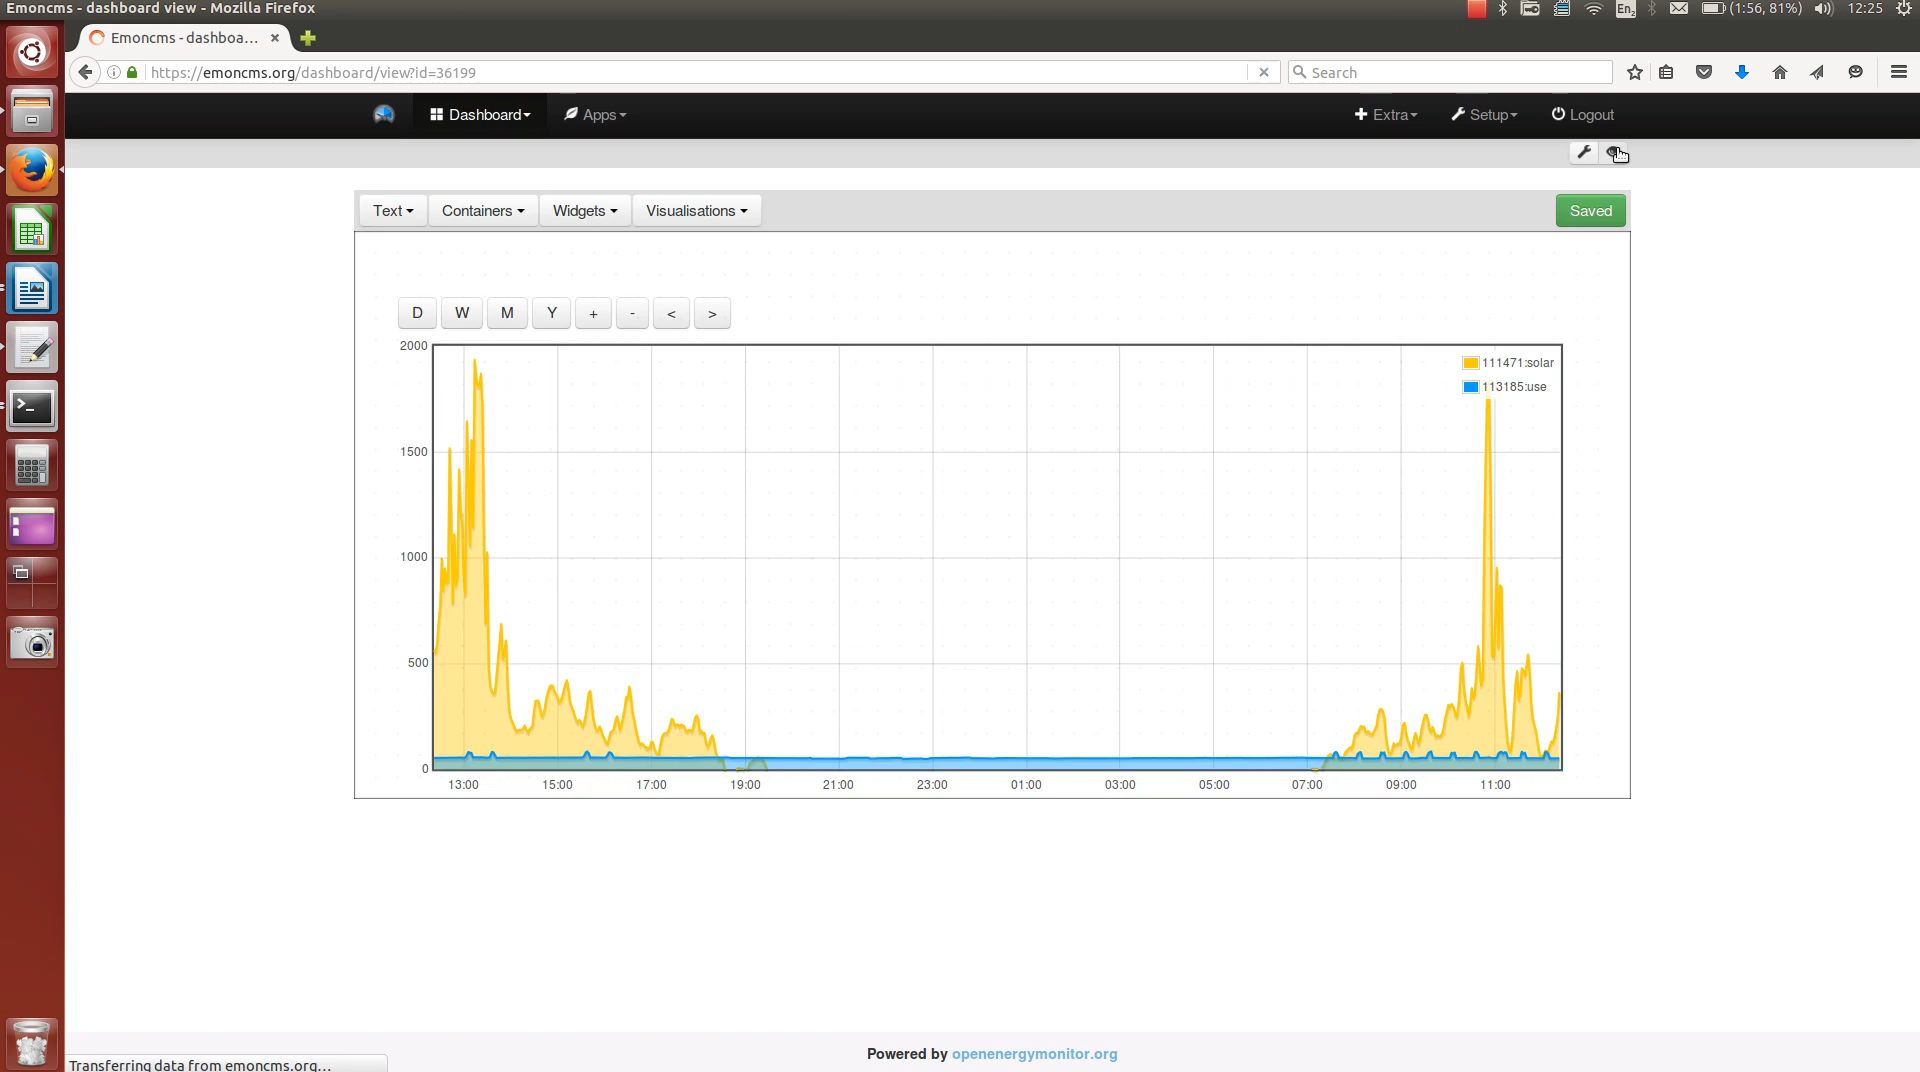 Emoncms - dashboard view - Mozilla Firefox
En2
(1:56, 81%)
12:25
Emoncms - dashboa...
https://emoncms.org/dashboard/view?id=36199
Search
Dashboard
Apps
Extra
Setup
Logout
Text
Containers
Widgets
Visualisations
Saved
D
W
M
Y
+
-
<
>
2000
1500
1000
500
0
111471:solar
113185:use
13:00
15:00
17:00
19:00
21:00
23:00
01:00
03:00
05:00
07:00
09:00
11:00
Powered by openenergymonitor.org
Transferring data from emoncms.org...